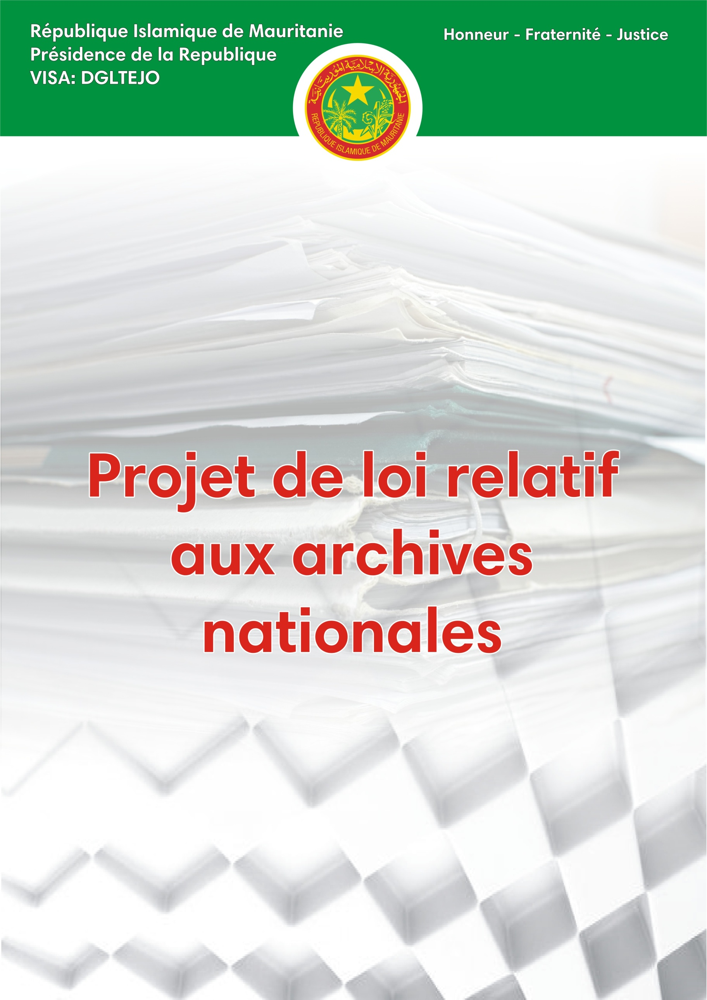 République Islamique de Mauritanie
Présidence de la Republique
VISA: DGLTEJO
Honneur - Fraternité - Justice
الجمهورية الإسلامية الموريتانية
REPUBLIQUE ISLAMIQUE DE MAURITANIE
Projet de loi relatif
aux archives
nationales